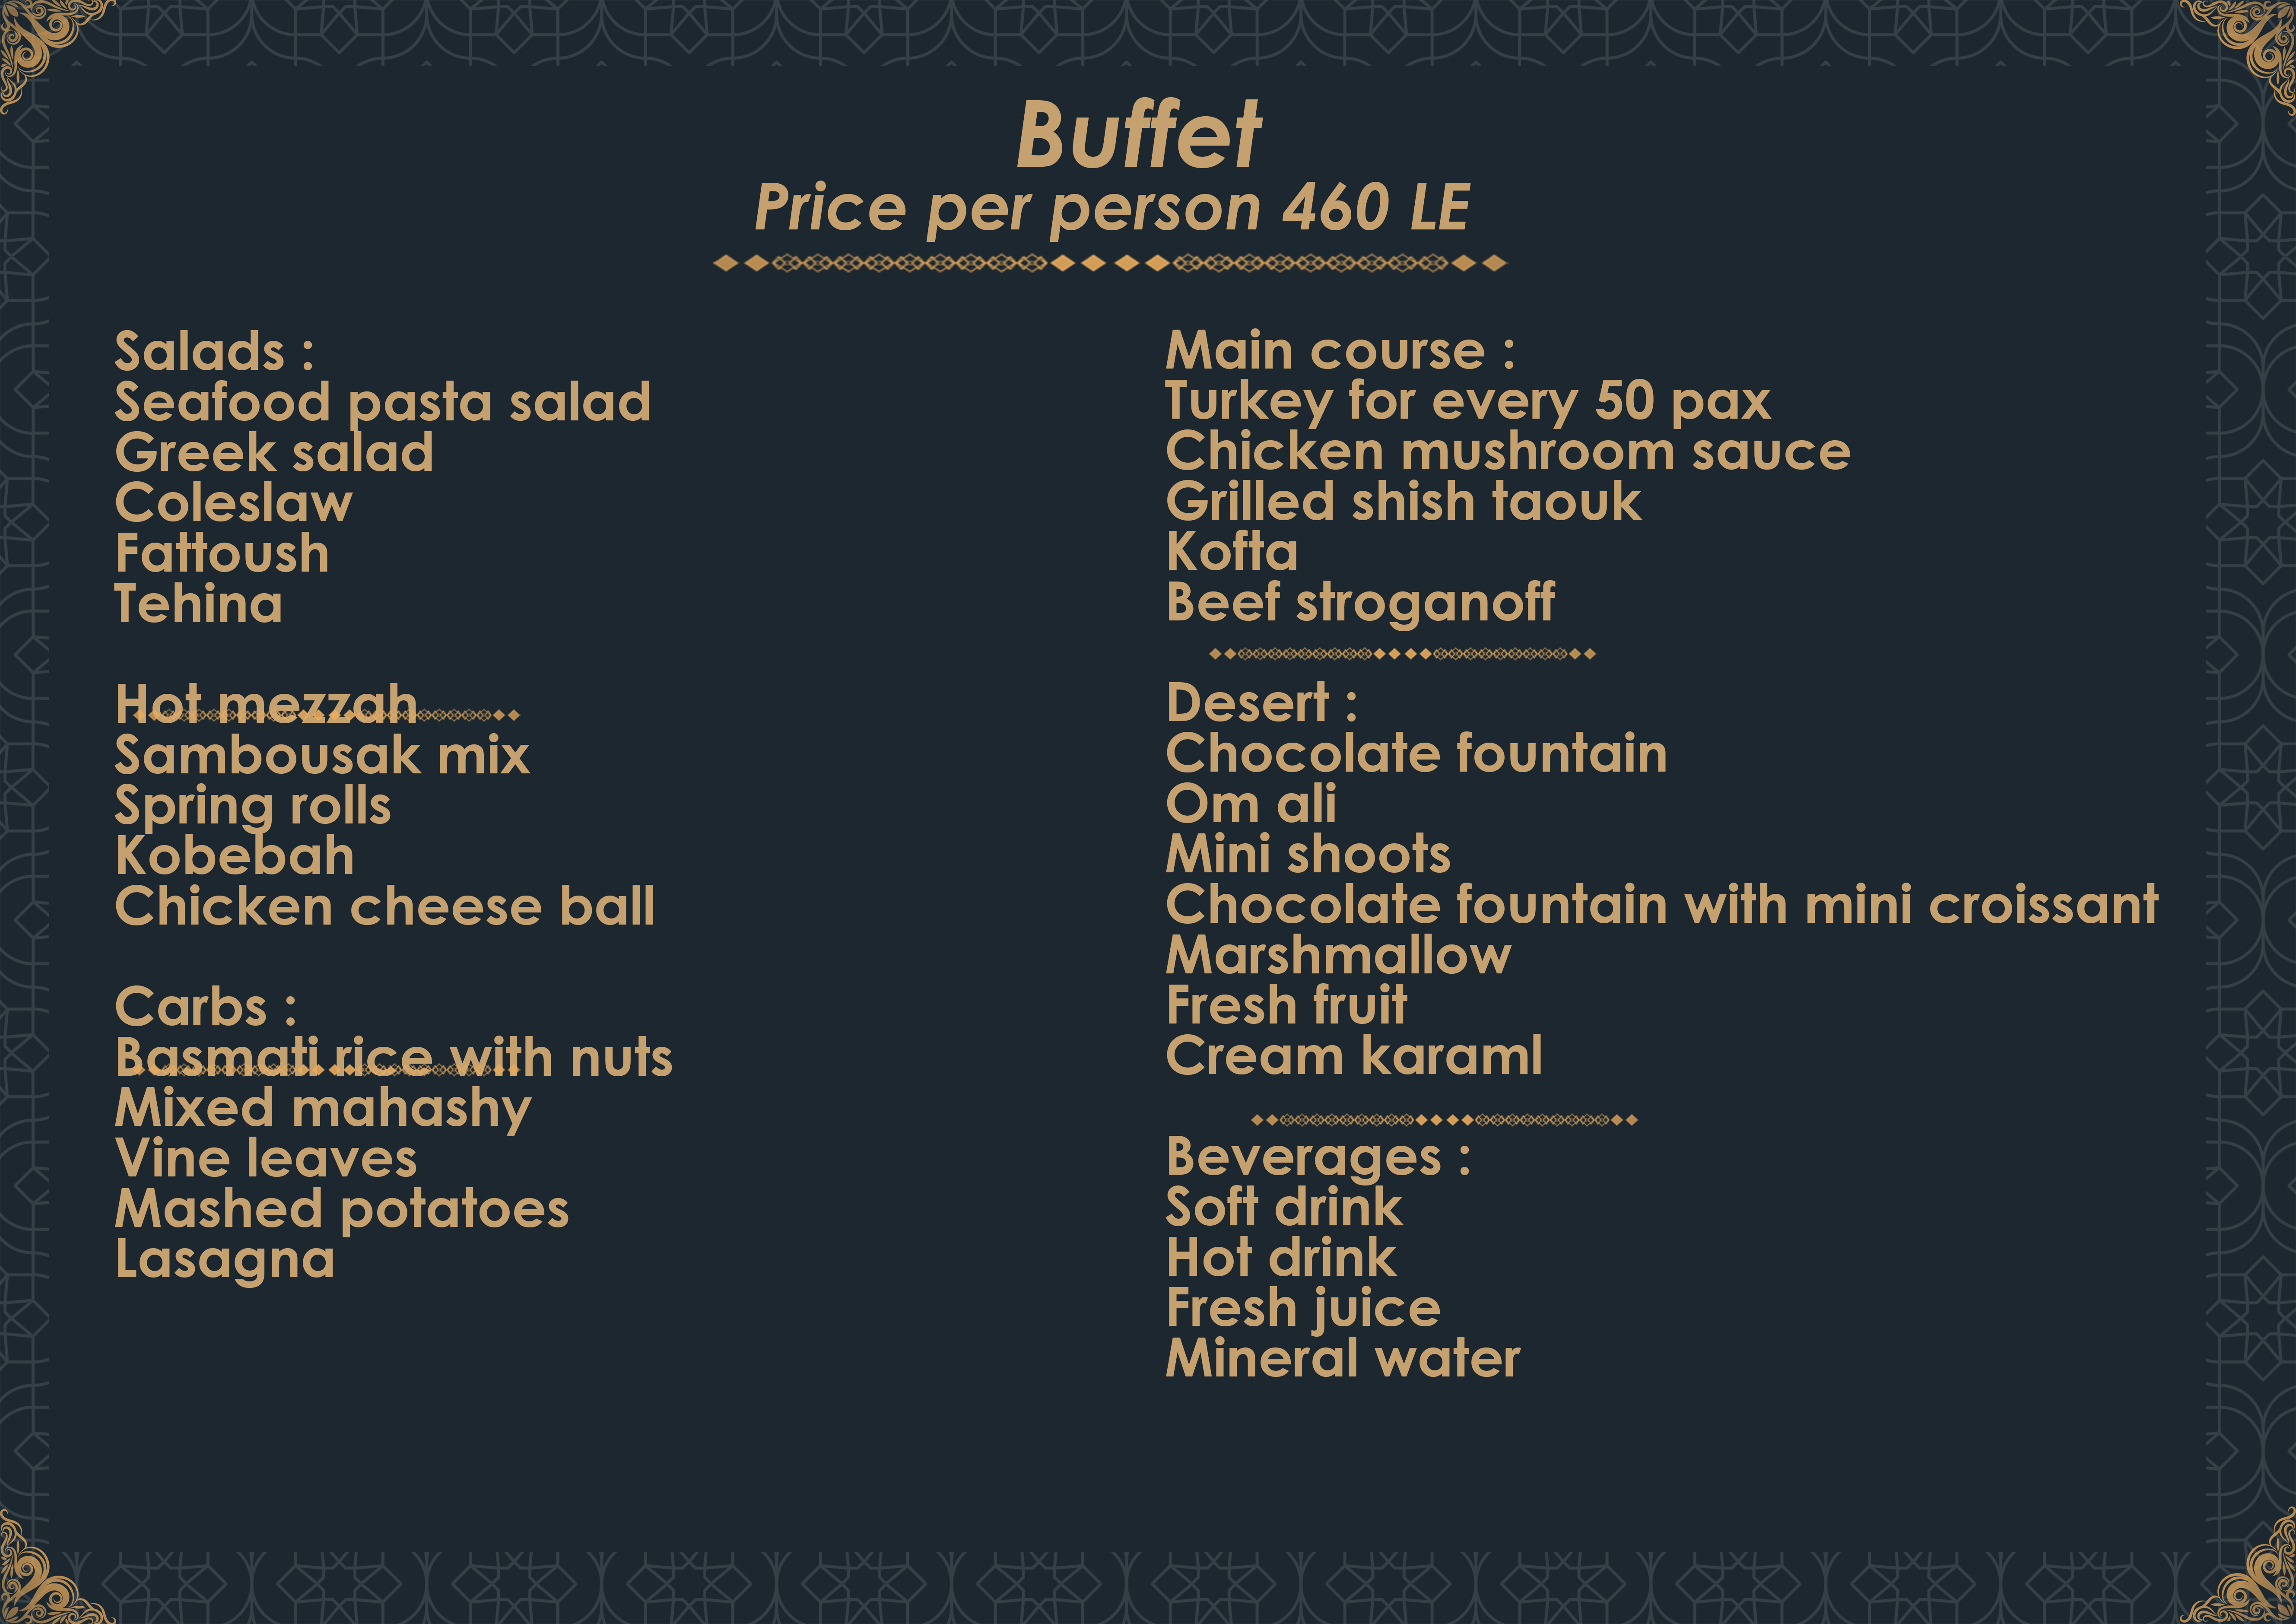 Buffet
Price per person 460 LE
Salads :
Seafood pasta salad
Greek salad
Coleslaw
Fattoush
Tehina
Hot mezzah
Sambousak mix
Spring rolls
Kobebah
Chicken cheese ball
Carbs :
Basmati rice with nuts
Mixed mahashy
Vine leaves
Mashed potatoes
Lasagna
Main course :
Turkey for every 50 pax
Chicken mushroom sauce
Grilled shish taouk
Kofta
Beef stroganoff
Desert :
Chocolate fountain
Om ali
Mini shoots
Chocolate fountain with mini croissant
Marshmallow
Fresh fruit
Cream karaml
Beverages :
Soft drink
Hot drink
Fresh juice
Mineral water